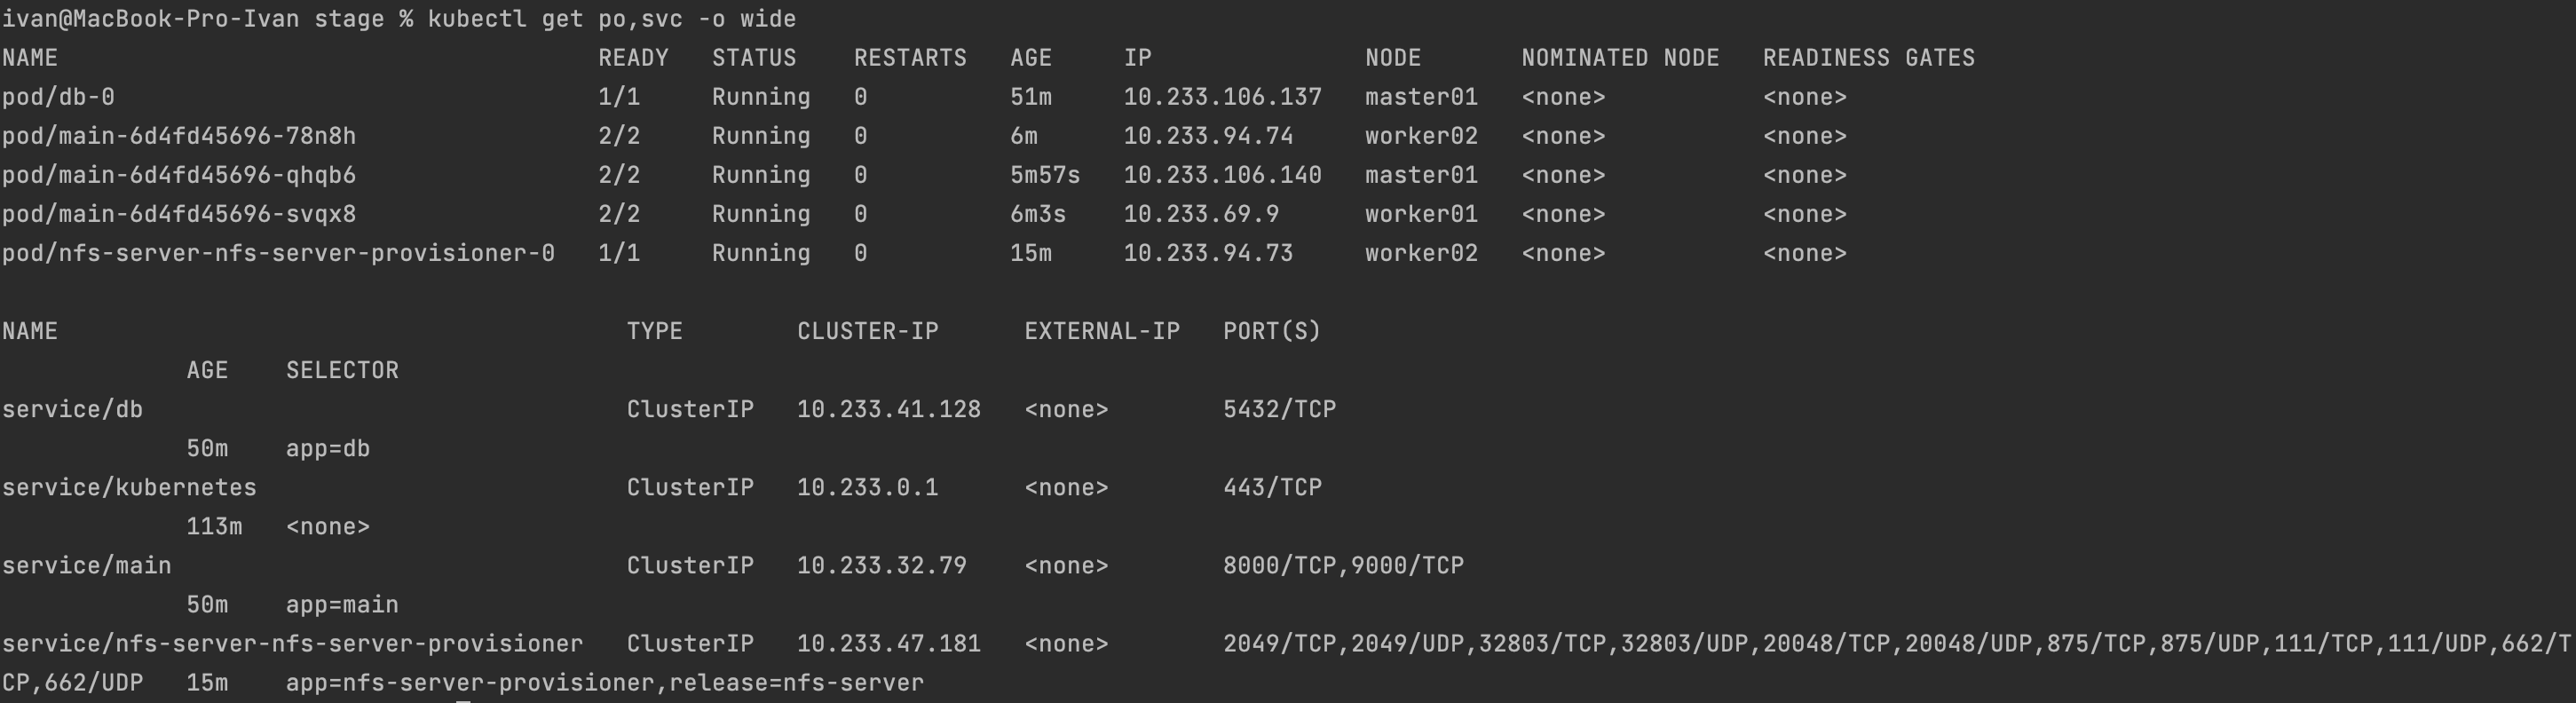 ivan@MacBook-Pro-Ivan stage % kubectl get po,svc -o wide
NAME                                      READY   STATUS    RESTARTS   AGE     IP               NODE       NOMINATED NODE   READINESS GATES
pod/db-0                                  1/1     Running   0          51m     10.233.106.137   master01   <none>           <none>
pod/main-6d4fd45696-78n8h                 2/2     Running   0          6m      10.233.94.74     worker02   <none>           <none>
pod/main-6d4fd45696-qhqb6                 2/2     Running   0          5m57s   10.233.106.140   master01   <none>           <none>
pod/main-6d4fd45696-svqx8                 2/2     Running   0          6m3s    10.233.69.9      worker01   <none>           <none>
pod/nfs-server-nfs-server-provisioner-0   1/1     Running   0          15m     10.233.94.73     worker02   <none>           <none>

NAME                                        TYPE        CLUSTER-IP      EXTERNAL-IP   PORT(S)
             AGE    SELECTOR
service/db                                  ClusterIP   10.233.41.128   <none>        5432/TCP
             50m    app=db
service/kubernetes                          ClusterIP   10.233.0.1      <none>        443/TCP
             113m   <none>
service/main                                ClusterIP   10.233.32.79    <none>        8000/TCP,9000/TCP
             50m    app=main
service/nfs-server-nfs-server-provisioner   ClusterIP   10.233.47.181   <none>        2049/TCP,2049/UDP,32803/TCP,32803/UDP,20048/TCP,20048/UDP,875/TCP,875/UDP,111/TCP,111/UDP,662/T
CP,662/UDP   15m    app=nfs-server-provisioner,release=nfs-server